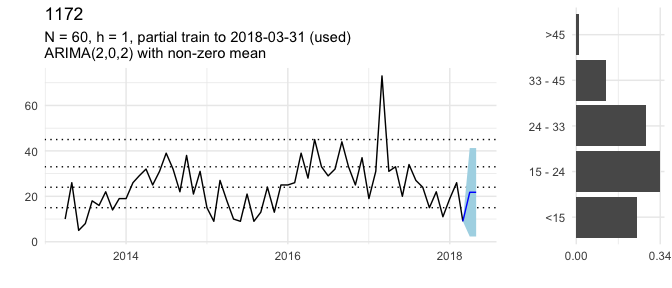 1172
N = 60, h = 1, partial train to 2018-03-31 (used)
ARIMA(2,0,2) with non-zero mean
60
40
20
0
2014
2016
2018
>45
33 - 45
24 - 33
15 - 24
<15
0.00
0.34